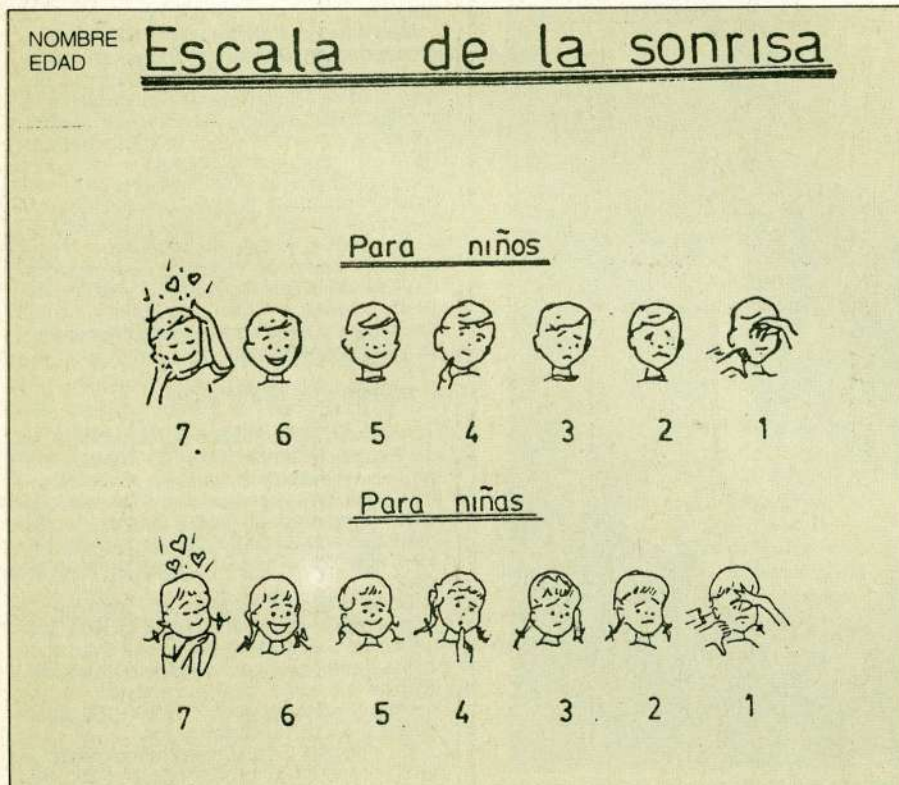 NOMBRE
EDAD
Escala de la sonrisa
Para niños
7 6 5 4 3 2 1
Para niñas
7 6 5 4 3 2 1